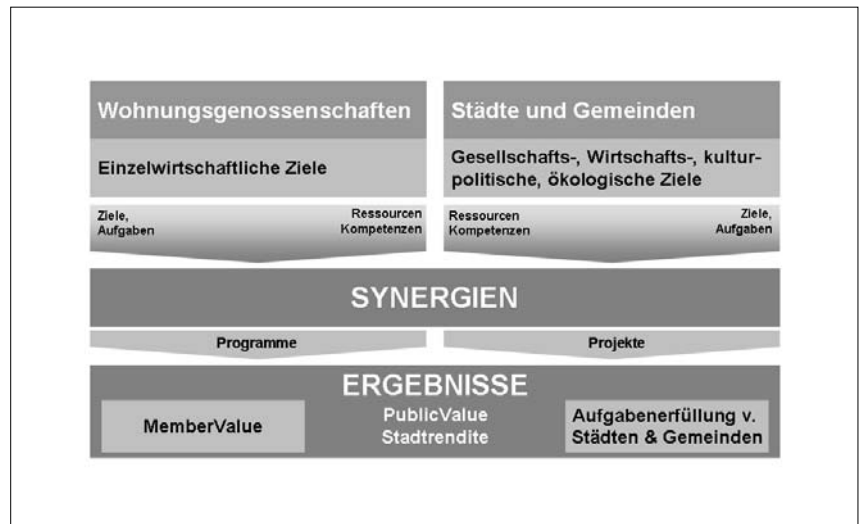 Wohnungsgenossenschaften
Städte und Gemeinden
Einzelwirtschaftliche Ziele
Gesellschafts-, Wirtschafts-, kultur-
politische, ökologische Ziele
Ziele,
Aufgaben
Ressourcen
Kompetenzen
Ressourcen
Kompetenzen
Ziele,
Aufgaben
SYNERGIEN
Programme
Projekte
ERGEBNISSE
MemberValue
PublicValue
Stadtrendite
Aufgabenerfüllung v.
Städten & Gemeinden